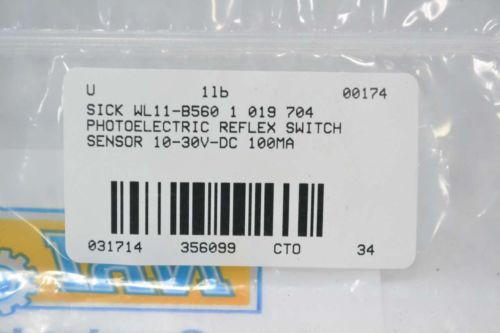 U 11b 00174
SICK WL11-B560 1 019 704
PHOTOELECTRIC REFLEX SWITCH
SENSOR 10-30V-DC 100MA
031714 356099 CTO 34